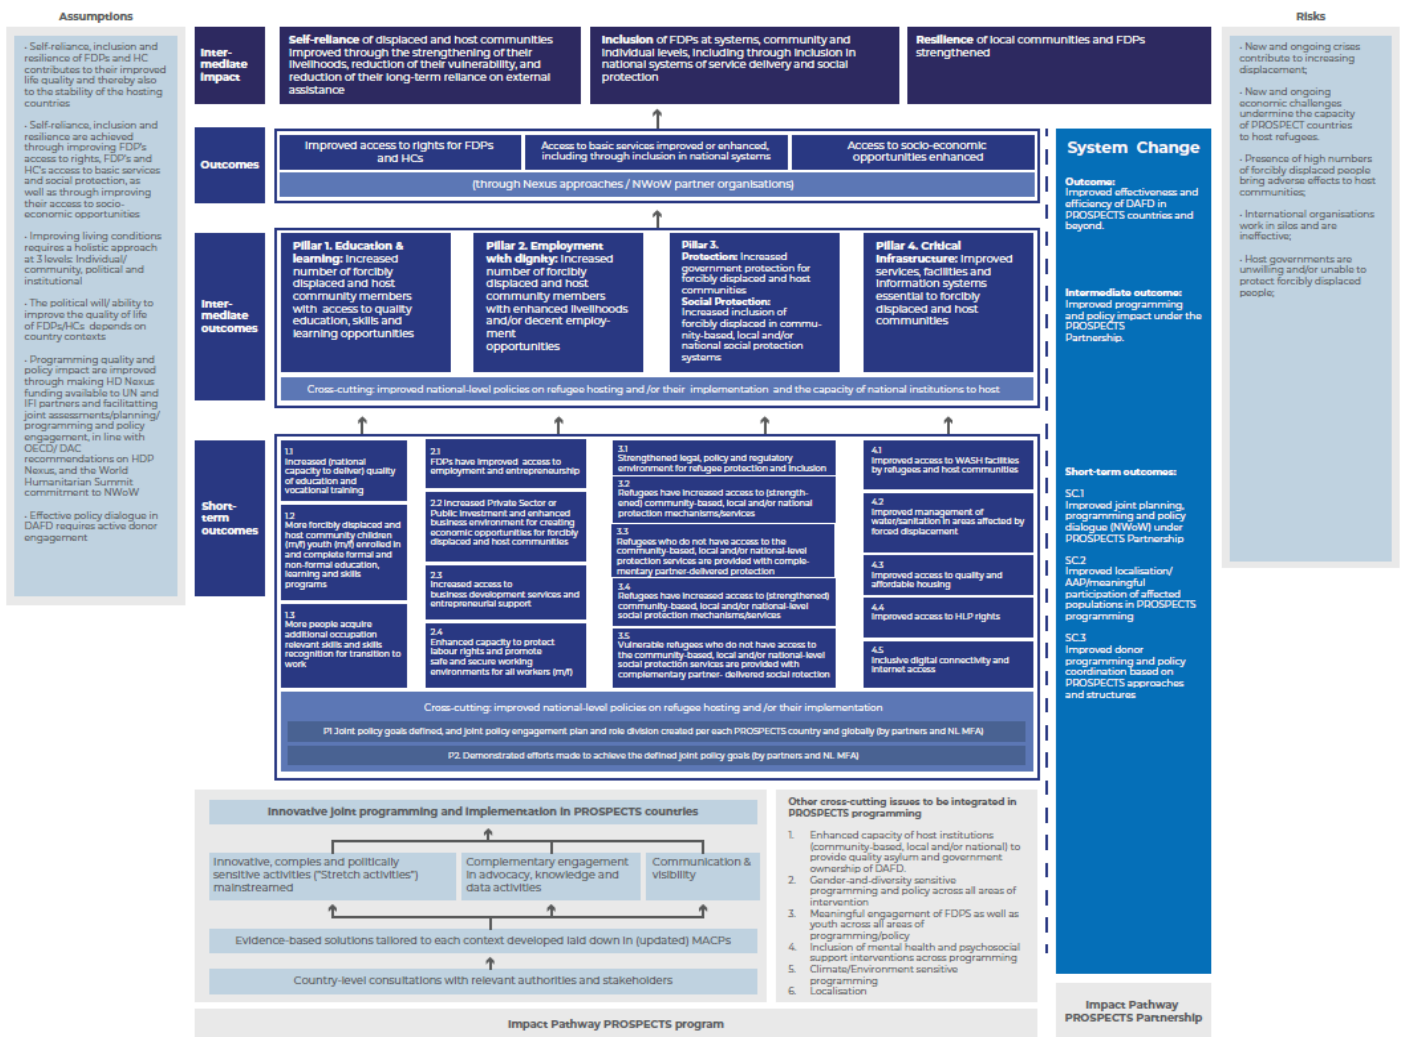 Assumptions
- Self-reliance, inclusion and
resilience of FDPs and HC
contributes to their improved
life quality and thereby also
to the stability of the hosting
countries
- Self-reliance, inclusion and
resilience are achieved
through improving FDP's
access to rights, FDP's and
HC's access to basic services
and social protection, as
well as through improving
their access to socio-
economic opportunities
- Improving living conditions
requires a holistic approach
at 3 levels: Individual/
community, political and
institutional
- The political will/ ability to
improve the quality of life
of FDPs/HCs depends on
country contexts
- Programming quality and
policy impact are improved
through making HD Nexus
funding available to UN and
IFI partners and facilitatting
joint assessments/planning/
programming and policy
engagement, in line with
OECD/ DAC
recommendations on HDP
Nexus, and the World
Humanitarian Summit
commitment to NWoW
- Effective policy dialogue in
DAFD requires active donor
engagement
Inter-
mediate
Impact
Self-reliance of displaced and host communities
improved through the strengthening of their
livelihoods, reduction of their vulnerability, and
reduction of their long-term reliance on external
assistance
Inclusion of FDPs at systems, community and
individual levels, including through inclusion in
national systems of service delivery and social
protection
Resilience of local communities and FDPs
strengthened
Outcomes
Improved access to rights for FDPs
and HCs
Access to basic services improved or enhanced,
including through inclusion in national systems
Access to socio-economic
opportunities enhanced
(through Nexus approaches / NWoW partner organisations)
Inter-
mediate
outcomes
Pillar 1. Education &
learning: Increased
number of forcibly
displaced and host
community members
with access to quality
education, skills and
learning opportunities
Pillar 2. Employment
with dignity: Increased
number of forcibly
displaced and host
community members
with enhanced livelihoods
and/or decent employ-
ment
opportunities
Pillar 3.
Protection: Increased
government protection for
forcibly displaced and host
communities
Social Protection:
Increased inclusion of
forcibly displaced in commu-
nity-based, local and/or
national social protection
systems
Pillar 4. Critical
Infrastructure: Improved
services, facilities and
information systems
essential to forcibly
displaced and host
communities
Cross-cutting: improved national-level policies on refugee hosting and /or their implementation and the capacity of national institutions to host
Short-
term
outcomes
1.1
Increased (national
capacity to deliver) quality
of education and
vocational training
1.2
More forcibly displaced and
host community children
(m/f) youth (m/f) enrolled in
and complete formal and
non-formal education,
learning and skills
programs
1.3
More people acquire
additional occupation
relevant skills and skills
recognition for transition to
work
2.1
FDPs have improved access to
employment and entrepreneurship
2.2 Increased Private Sector or
Public investment and enhanced
business environment for creating
economic opportunities for forcibly
displaced and host communities
2.3
Increased access to
business development services and
entrepreneurial support
2.4
Enhanced capacity to protect
labour rights and promote
safe and secure working
environments for all workers (m/f)
3.1
Strengthened legal, policy and regulatory
environment for refugee protection and inclusion
3.2
Refugees have increased access to (strength-
ened) community-based, local and/or national
protection mechanisms/services
3.3
Refugees who do not have access to the
community-based, local and/or national-level
protection services are provided with comple-
mentary partner-delivered protection
3.4
Refugees have increased access to (strengthened)
community-based, local and/or national-level
social protection mechanisms/services
3.5
Vulnerable refugees who do not have access to
the community-based, local and/or national-level
social protection services are provided with
complementary partner- delivered social rotection
4.1
Improved access to WASH facilities
by refugees and host communities
4.2
Improved management of
water/sanitation in areas affected by
forced displacement
4.3
Improved access to quality and
affordable housing
4.4
Improved access to HLP rights
4.5
Inclusive digital connectivity and
internet access
Cross-cutting: improved national-level policies on refugee hosting and /or their implementation
P1 Joint policy goals defined, and joint policy engagement plan and role division created per each PROSPECTS country and globally (by partners and NL MFA)
P2. Demonstrated efforts made to achieve the defined joint policy goals (by partners and NL MFA)
System Change
Outcome:
Improved effectiveness and
efficiency of DAFD in
PROSPECTS countries and
beyond.
Intermediate outcome:
Improved programming
and policy impact under the
PROSPECTS
Partnership.
Short-term outcomes:
SC.1
Improved joint planning,
programming and policy
dialogue (NWoW) under
PROSPECTS Partnership
SC.2
Improved localisation/
AAP/meaningful
participation of affected
populations in PROSPECTS
programming
SC.3
Improved donor
programming and policy
coordination based on
PROSPECTS approaches
and structures
Risks
- New and ongoing crises
contribute to increasing
displacement;
- New and ongoing
economic challenges
undermine the capacity
of PROSPECT countries
to host refugees.
- Presence of high numbers
of forcibly displaced people
bring adverse effects to host
communities;
- International organisations
work in silos and are
ineffective;
- Host governments are
unwilling and/or unable to
protect forcibly displaced
people;
Innovative joint programming and implementation in PROSPECTS countries
Innovative, comples and politically
sensitive activities ("Stretch activities")
mainstreamed
Complementary engagement
in advocacy, knowledge and
data activities
Communication &
visibility
Evidence-based solutions tailored to each context developed laid down in (updated) MACPs
Country-level consultations with relevant authorities and stakeholders
Other cross-cutting issues to be integrated in
PROSPECTS programming
1. Enhanced capacity of host institutions
(community-based, local and/or national) to
provide quality asylum and government
ownership of DAFD.
2. Gender-and-diversity sensitive
programming and policy across all areas of
intervention
3. Meaningful engagement of FDPS as well as
youth across all areas of
programming/policy
4. Inclusion of mental health and psychosocial
support interventions across programming
5. Climate/Environment sensitive
programming
6. Localisation
Impact Pathway PROSPECTS program
Impact Pathway
PROSPECTS Partnership